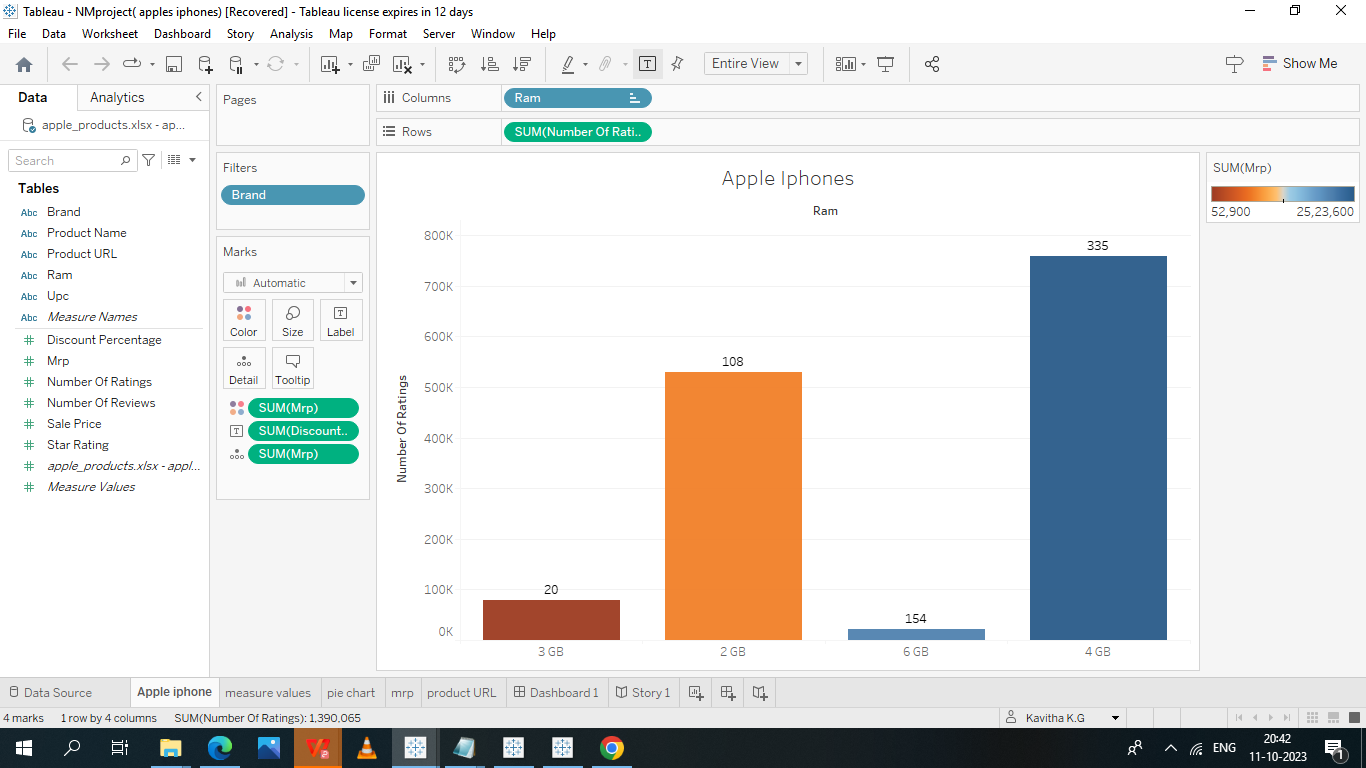 Tableau - NMproject( apples iphones) [Recovered] - Tableau license expires in 12 days
File Data Worksheet Dashboard Story Analysis Map Format Server Window Help
Entire View
Show Me
Data Analytics
apple_products.xlsx - ap...
Search
Tables
Abc Brand
Abc Product Name
Abc Product URL
Abc Ram
Abc Upc
Abc Measure Names
Discount Percentage
Mrp
Number Of Ratings
Number Of Reviews
Sale Price
Star Rating
apple_products.xlsx - appl...
Measure Values
Pages
Filters
Brand
Marks
Automatic
Color Size Label
Detail Tooltip
SUM(Mrp)
SUM(Discount..
SUM(Mrp)
Columns Ram
Rows SUM(Number Of Rati..
Apple Iphones
Ram
Number Of Ratings
800K
700K
600K
500K
400K
300K
200K
100K
0K
20
108
154
335
3 GB 2 GB 6 GB 4 GB
SUM(Mrp)
52,900 25,23,600
Data Source Apple iphone measure values pie chart mrp product URL Dashboard 1 Story 1
4 marks 1 row by 4 columns SUM(Number Of Ratings): 1,390,065
Kavitha K.G
ENG
20:42
11-10-2023
1